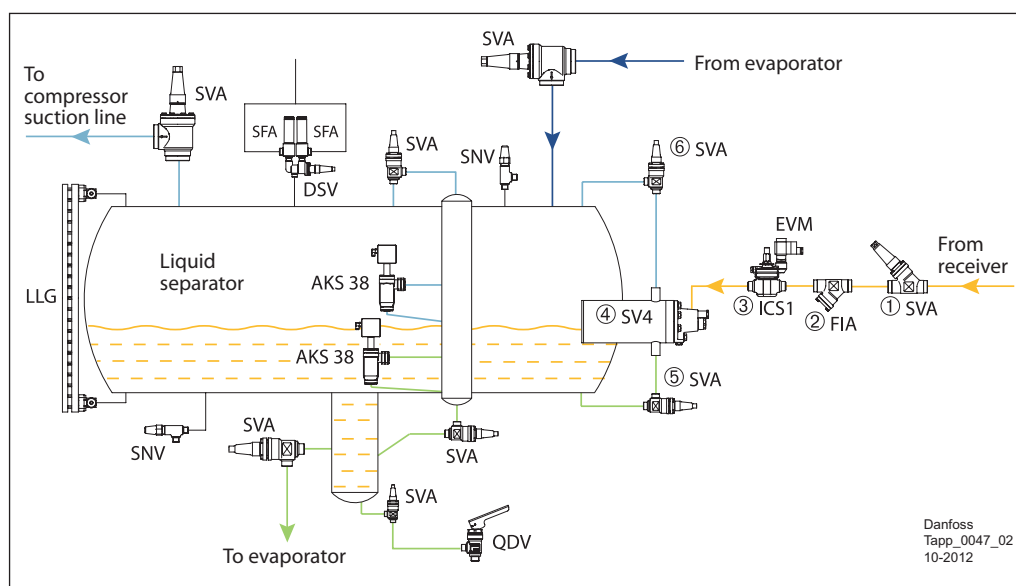 SVA
From evaporator
To
compressor
suction line
SVA
SFA
SFA
DSV
SVA
SNV
⑥ SVA
EVM
From
receiver
LLG
Liquid
separator
AKS 38
③ ICS1
② FIA
① SVA
④ SV4
AKS 38
⑤ SVA
SNV
SVA
SVA
SVA
QDV
To evaporator
Danfoss
Tapp_0047_02
10-2012